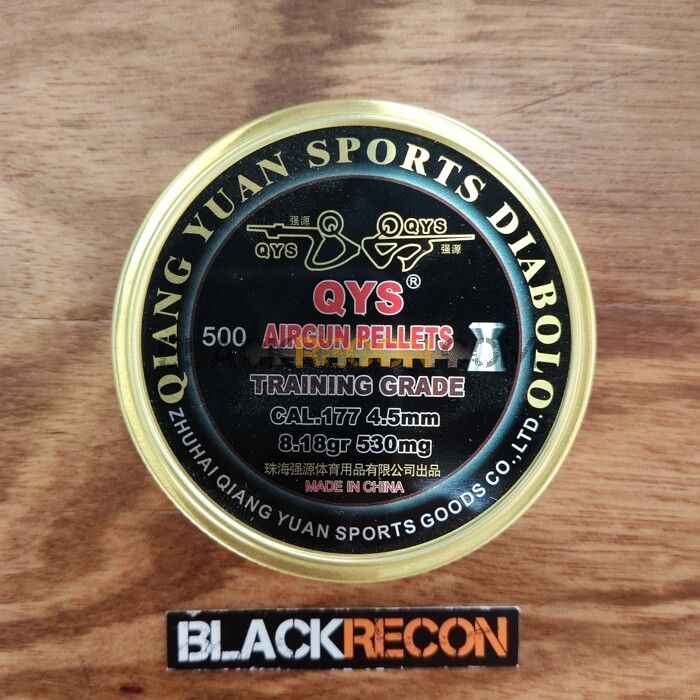 QIANG YUAN SPORTS DIABOLO
强源
QYS
QYS
强源
QYS®
500
AIRGUN PELLETS
TRAINING GRADE
CAL.177 4.5mm
8.18gr 530mg
珠海强源体育用品有限公司出品
MADE IN CHINA
ZHUHAI QIANG YUAN SPORTS GOODS CO.,LTD.
BLACKRECON